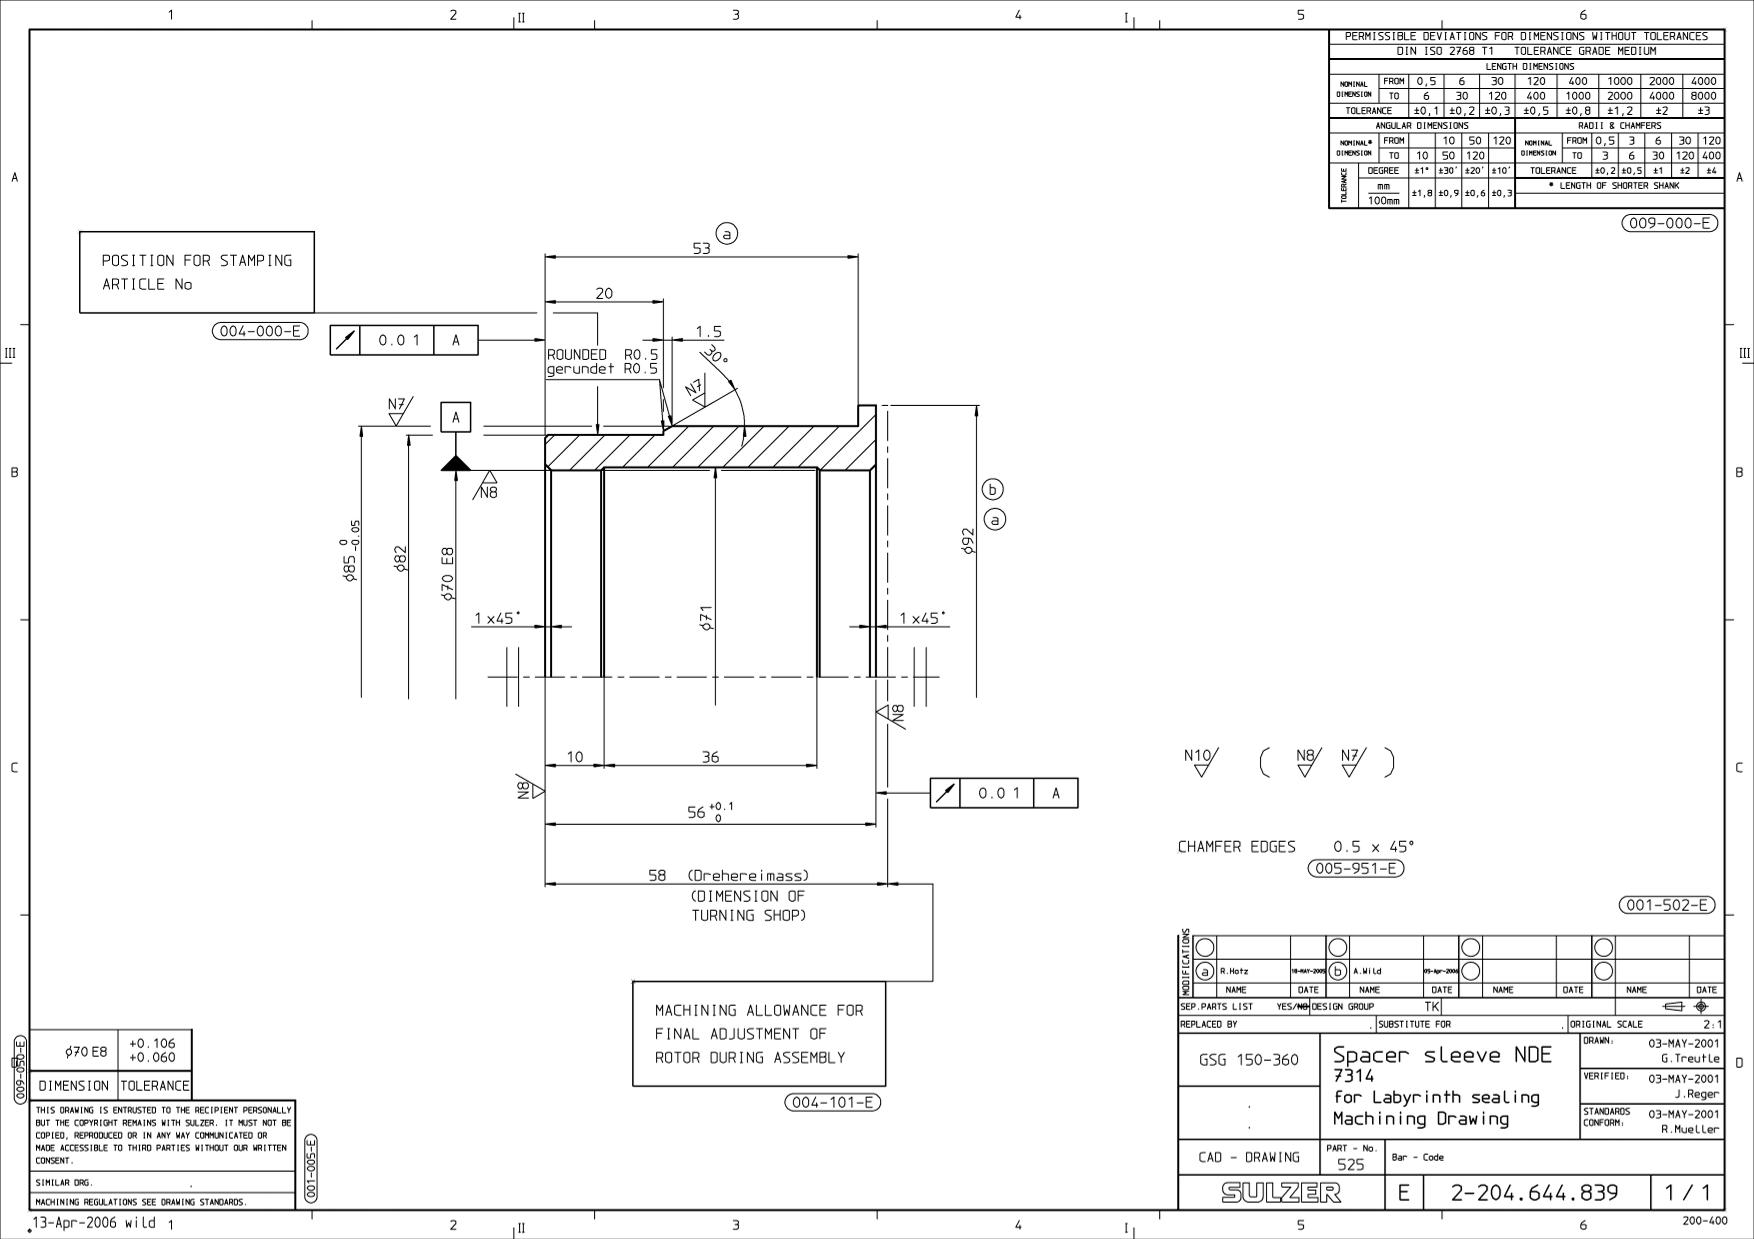 1 2 II 3 4 I 5 6
PERMISSIBLE DEVIATIONS FOR DIMENSIONS WITHOUT TOLERANCES
DIN ISO 2768 T1 TOLERANCE GRADE MEDIUM
LENGTH DIMENSIONS
NOMINAL DIMENSION FROM 0,5 6 30 120 400 1000 2000 4000
TO 6 30 120 400 1000 2000 4000 8000
TOLERANCE ±0,1 ±0,2 ±0,3 ±0,5 ±0,8 ±1,2 ±2 ±3
ANGULAR DIMENSIONS RADII & CHAMFERS
NOMINAL* DIMENSION FROM 10 50 120 NOMINAL DIMENSION FROM 0,5 3 6 30 120
TO 10 50 120 TO 3 6 30 120 400
TOLERANCE DEGREE ±1° ±30' ±20' ±10' TOLERANCE ±0,2 ±0,5 ±1 ±2 ±4
mm
100mm ±1,8 ±0,9 ±0,6 ±0,3
* LENGTH OF SHORTER SHANK
009-000-E
A A
POSITION FOR STAMPING
ARTICLE No
004-000-E
53 a
20
0.01 A
1.5
30°
ROUNDED R0.5
gerundet R0.5
III III
N7
N7
A
N8
B B
φ85 0 -0.05
φ82
φ70 E8
φ71
φ92
b
a
1x45° 1x45°
N8
10 36
N8
0.01 A
56 +0.1 0
58 (Drehereimass)
(DIMENSION OF
TURNING SHOP)
C C
N10 ( N8 N7 )
CHAMFER EDGES 0.5 x 45°
005-951-E
001-502-E
MACHINING ALLOWANCE FOR
FINAL ADJUSTMENT OF
ROTOR DURING ASSEMBLY
004-101-E
MODIFICATIONS
a R.Hotz 18-MAY-2005 b A.Wild 05-Apr-2006
NAME DATE NAME DATE NAME DATE NAME DATE
SEP.PARTS LIST YES/NO DESIGN GROUP TK
REPLACED BY . SUBSTITUTE FOR . ORIGINAL SCALE 2:1
GSG 150-360
Spacer sleeve NDE
7314
for Labyrinth sealing
Machining Drawing
DRAWN: 03-MAY-2001
G.Treutle
VERIFIED: 03-MAY-2001
J.Reger
STANDARDS CONFORM: 03-MAY-2001
R.Mueller
CAD - DRAWING PART - No. 525 Bar - Code
SULZER E 2-204.644.839 1/1
D
009-050-E
φ70 E8 +0.106 +0.060
DIMENSION TOLERANCE
THIS DRAWING IS ENTRUSTED TO THE RECIPIENT PERSONALLY
BUT THE COPYRIGHT REMAINS WITH SULZER. IT MUST NOT BE
COPIED, REPRODUCED OR IN ANY WAY COMMUNICATED OR
MADE ACCESSIBLE TO THIRD PARTIES WITHOUT OUR WRITTEN
CONSENT.
SIMILAR DRG. .
MACHINING REGULATIONS SEE DRAWING STANDARDS.
001-005-E
13-Apr-2006 wild 1 2 II 3 4 I 5 6 200-400